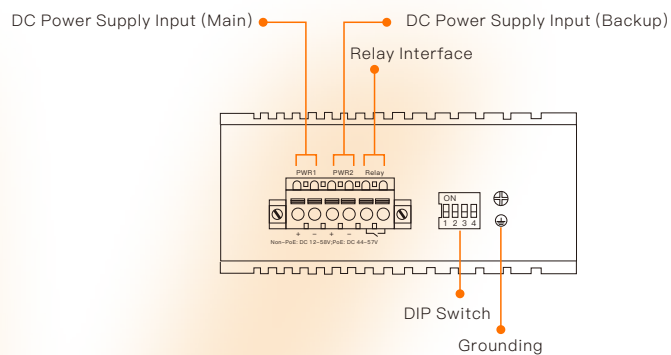 DC Power Supply Input (Main)
DC Power Supply Input (Backup)
Relay Interface
PWR1 PWR2 Relay
ON
1 2 3 4
+ − + −
Non-PoE: DC 12-58V;PoE: DC 44-57V
DIP Switch
Grounding